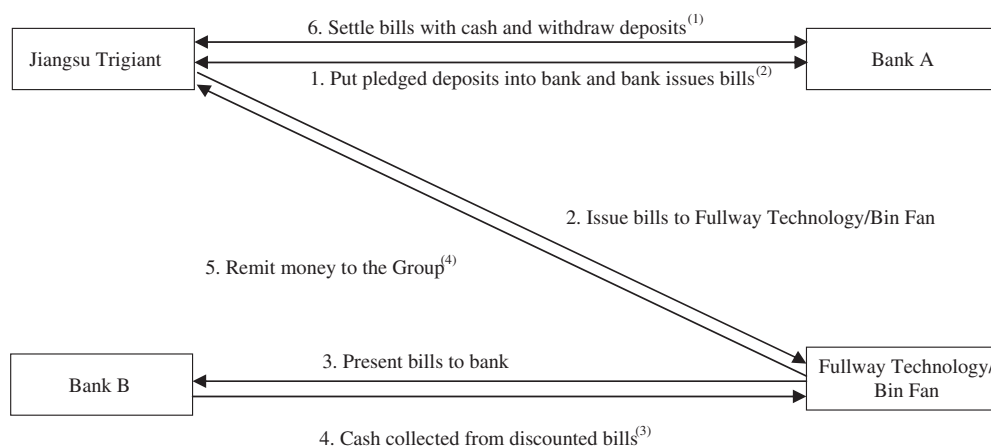 6. Settle bills with cash and withdraw deposits(1)
Jiangsu Trigiant
Bank A
1. Put pledged deposits into bank and bank issues bills(2)
2. Issue bills to Fullway Technology/Bin Fan
5. Remit money to the Group(4)
3. Present bills to bank
Bank B
Fullway Technology/
Bin Fan
4. Cash collected from discounted bills(3)